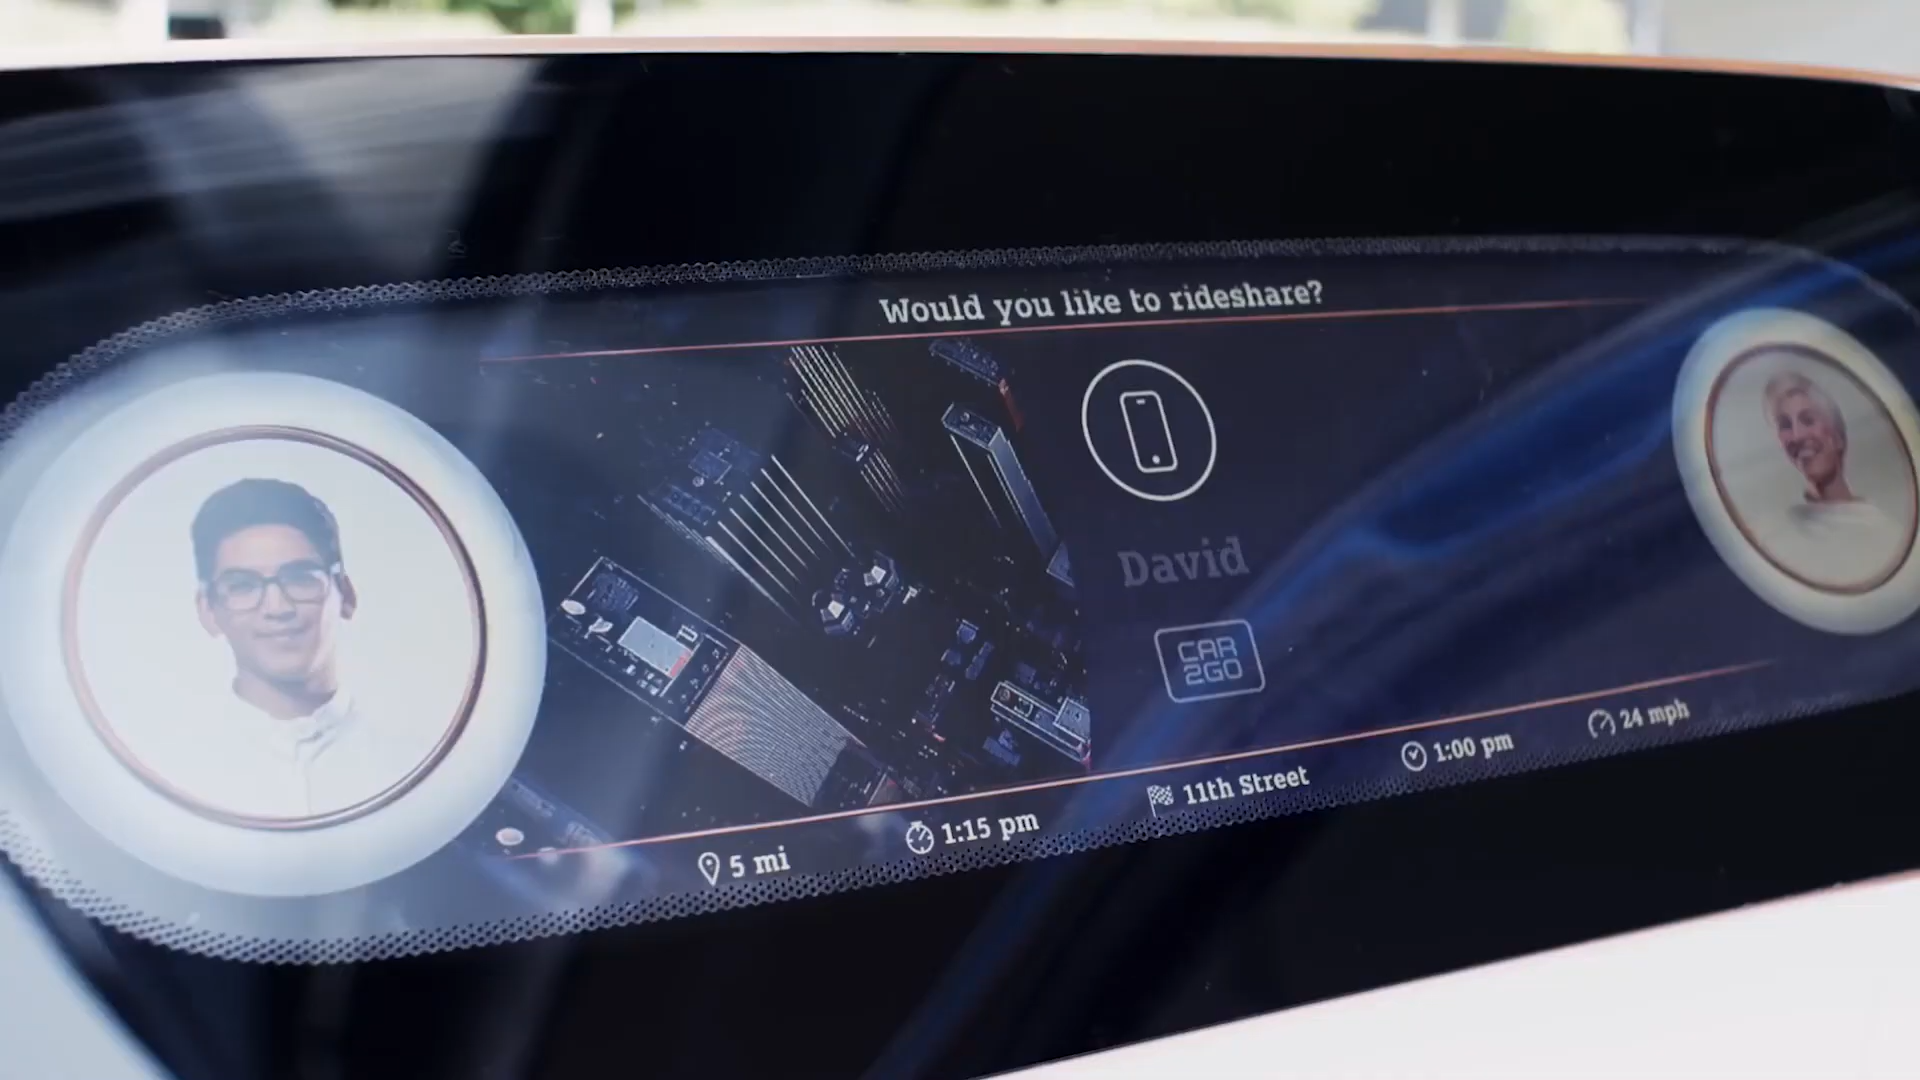 Would you like to rideshare?
David
CAR
2GO
5 mi
1:15 pm
11th Street
1:00 pm
24 mph